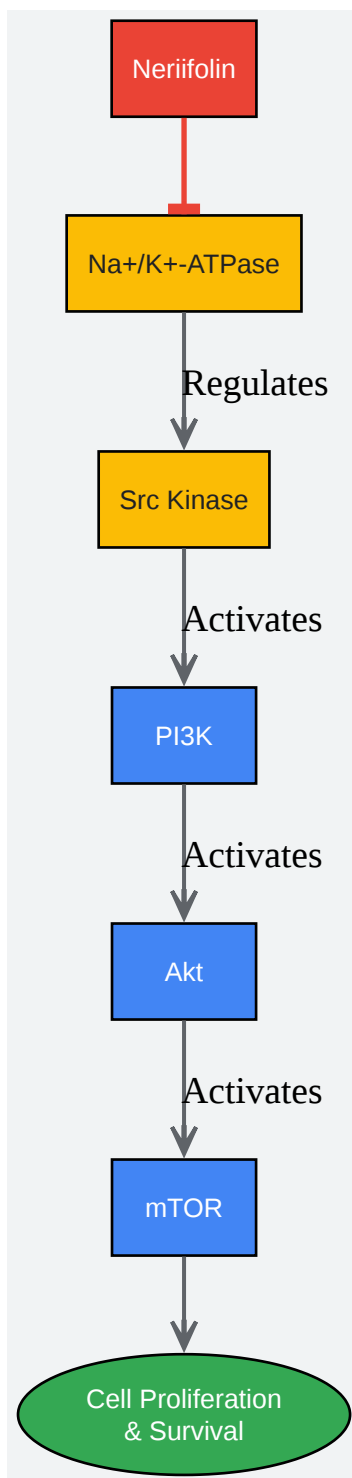 Neriifolin
Na+/K+-ATPase
Regulates
Src Kinase
Activates
PI3K
Activates
Akt
Activates
mTOR
Cell Proliferation
& Survival